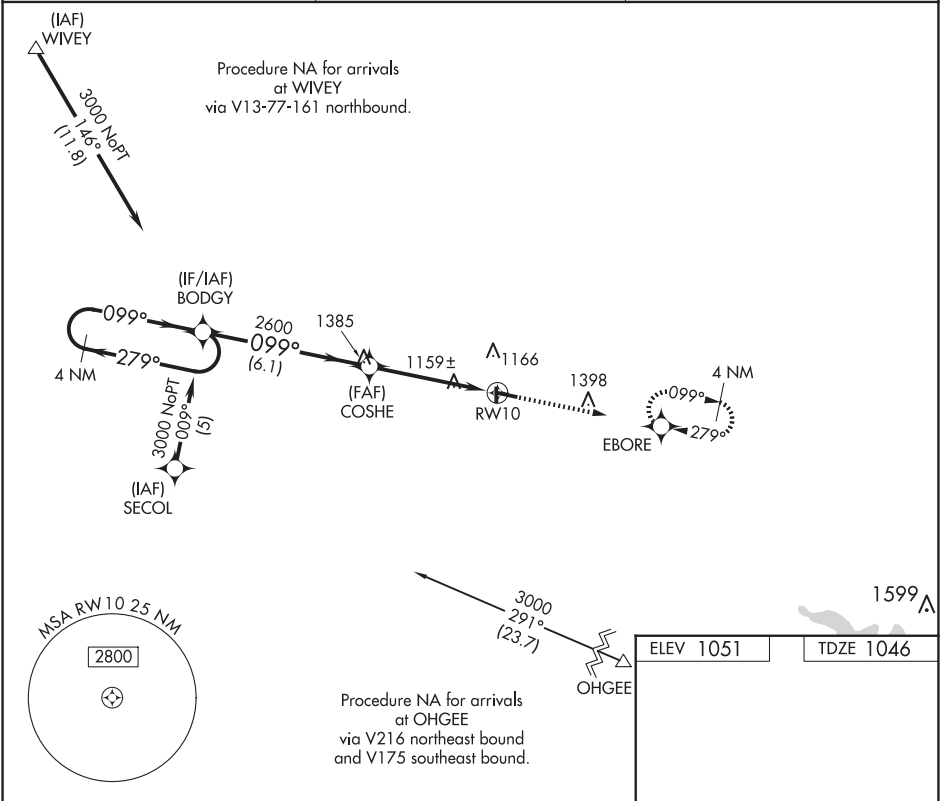 (IAF)
WIVEY
Procedure NA for arrivals
at WIVEY
via V13-77-161 northbound.
3000 NoPT
146°
(11.8)
(IF/IAF)
BODGY
099°
279°
4 NM
2600
099°
(6.1)
1385
1159±
1166
(FAF)
COSHE
RW10
1398
4 NM
099°
279°
EBORE
3000 NoPT
009°
(5)
(IAF)
SECOL
MSA RW10 25 NM
2800
3000
291°
(23.7)
OHGEE
Procedure NA for arrivals
at OHGEE
via V216 northeast bound
and V175 southeast bound.
1599
ELEV 1051
TDZE 1046